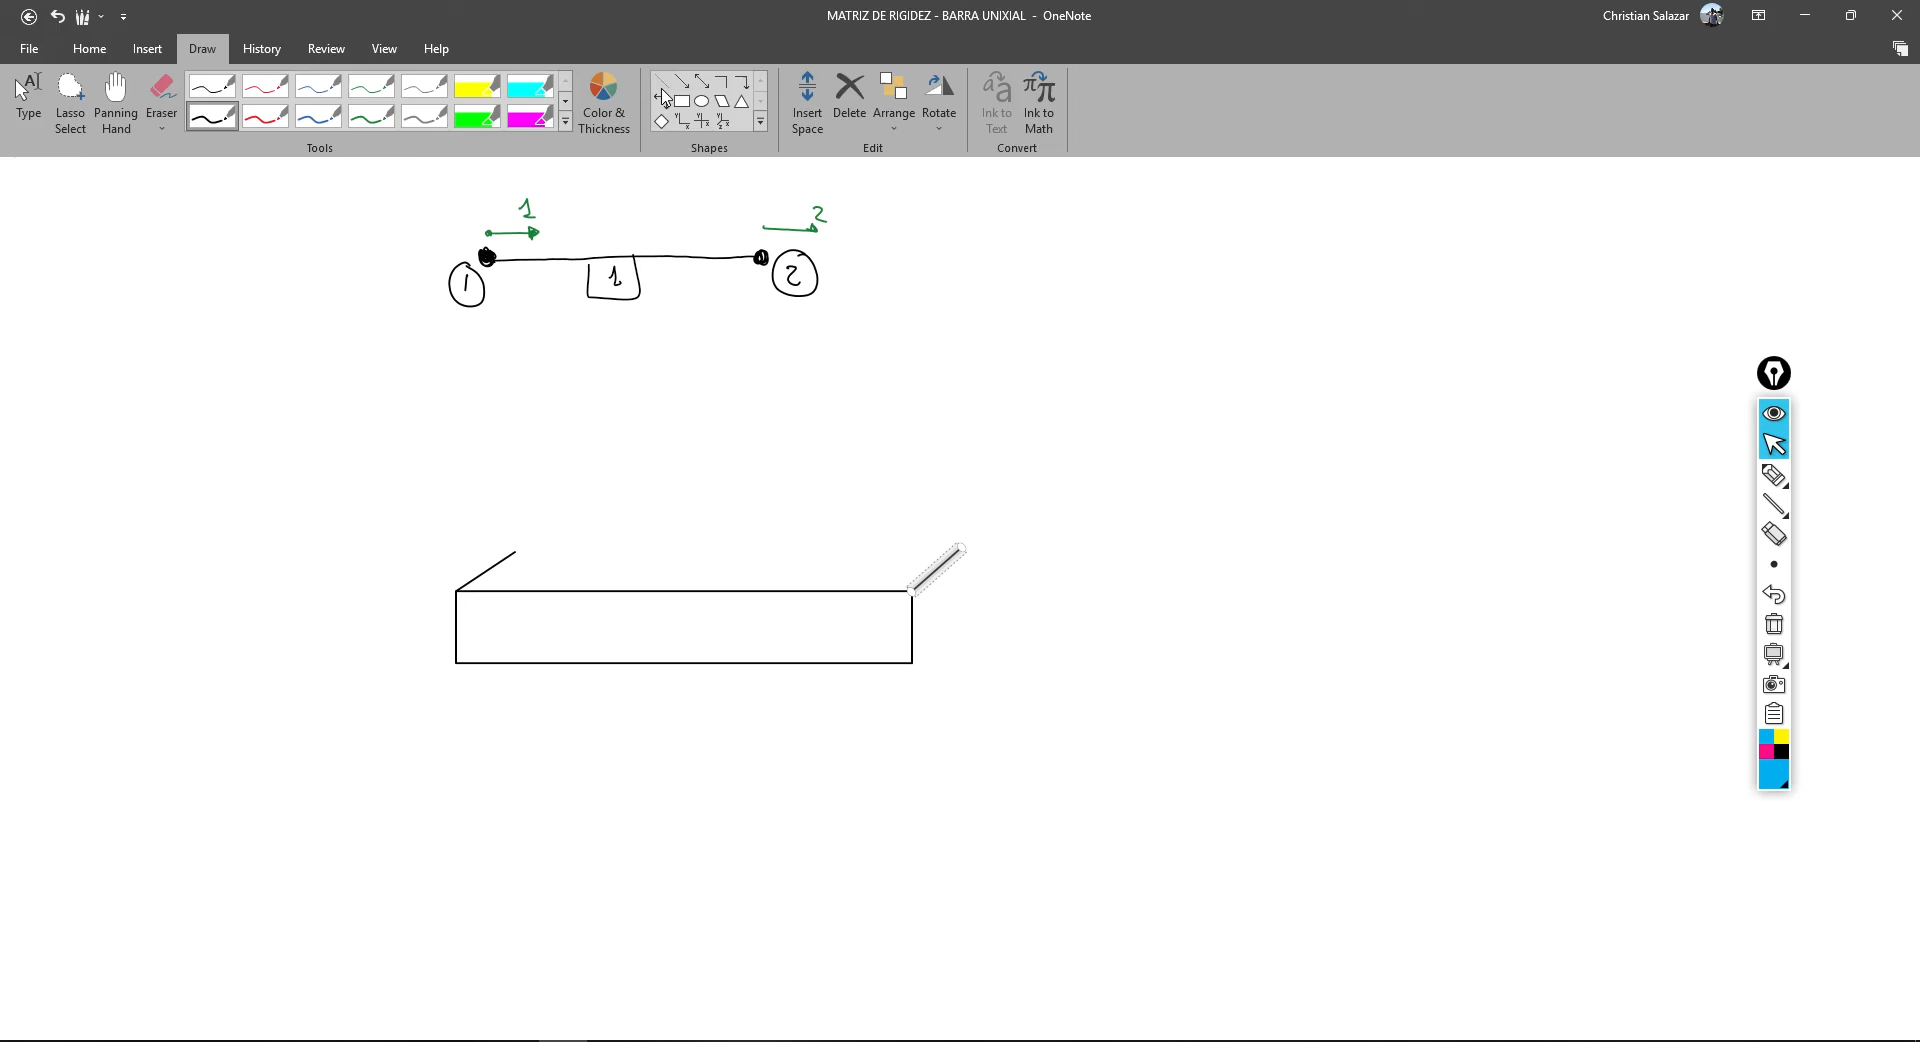 MATRIZ DE RIGIDEZ - BARRA UNIXIAL - OneNote
Christian Salazar
File Home Insert Draw History Review View Help
Type
Lasso Select
Panning Hand
Eraser
Color & Thickness
Insert Space
Delete
Arrange
Rotate
Ink to Text
Ink to Math
Tools
Shapes
Edit
Convert
1
2
1
1
2